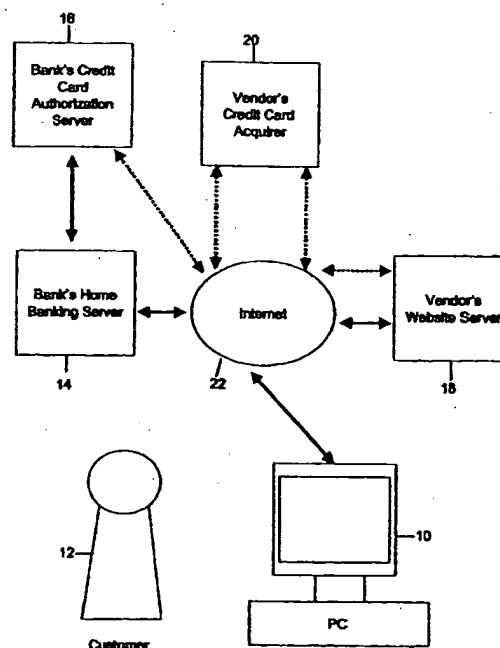 16
Bank's Credit
Card
Authorization
Server
20
Vendor's
Credit Card
Acquirer
Bank's Home
Banking Server
14
Internet
22
Vendor's
Website Server
18
12
Customer
10
PC